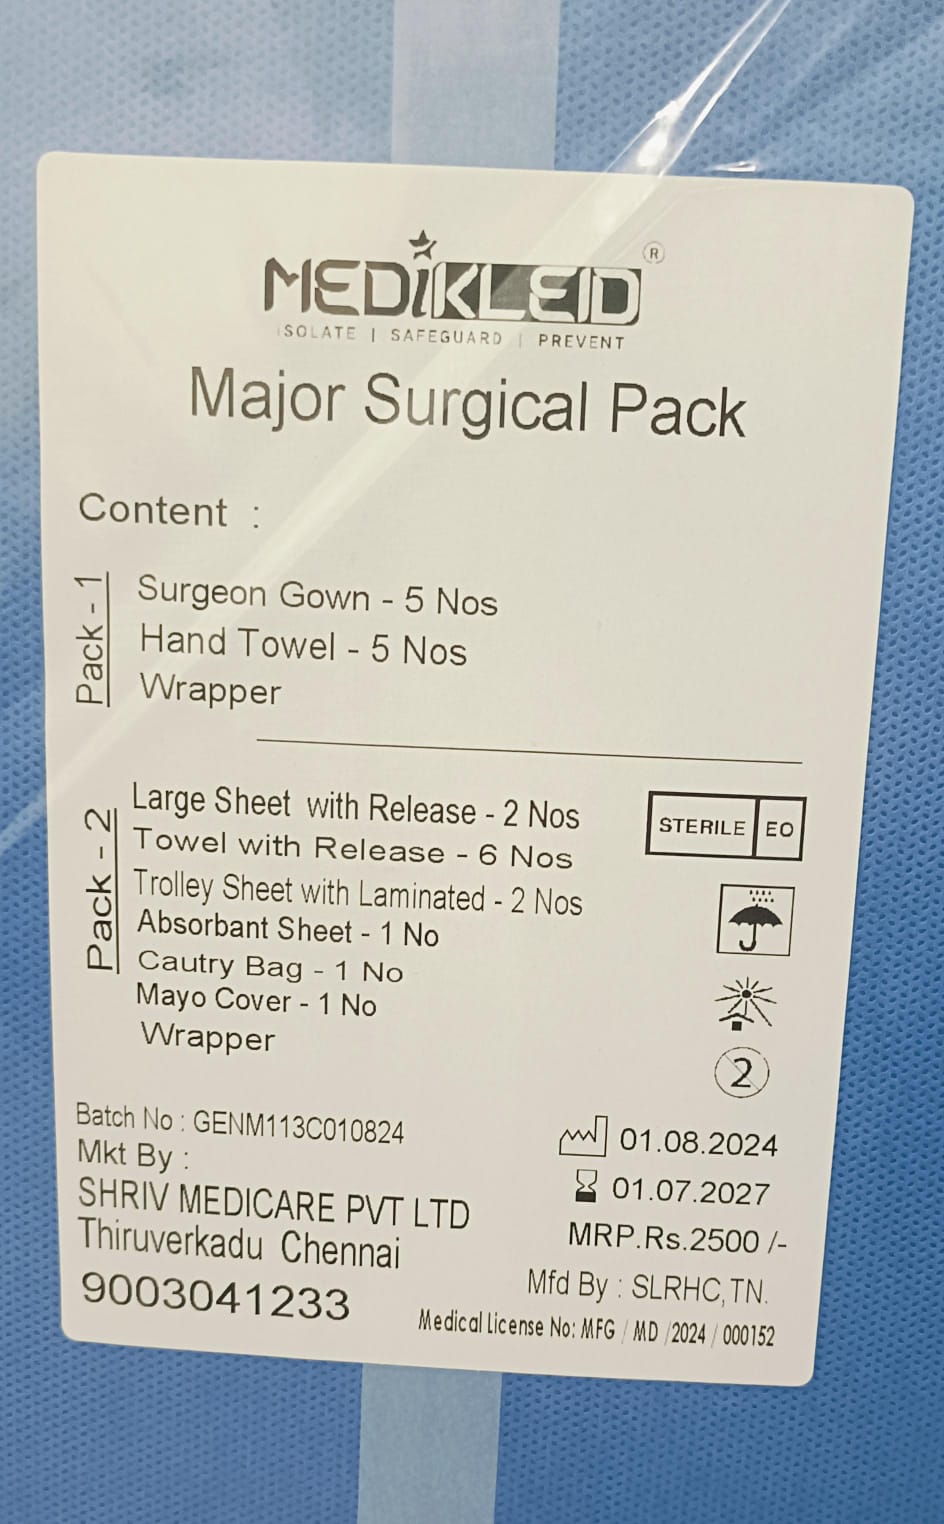 MEDiKLEID ®
ISOLATE | SAFEGUARD | PREVENT
Major Surgical Pack
Content :
Pack - 1
Surgeon Gown - 5 Nos
Hand Towel - 5 Nos
Wrapper
Pack - 2
Large Sheet with Release - 2 Nos
Towel with Release - 6 Nos
Trolley Sheet with Laminated - 2 Nos
Absorbant Sheet - 1 No
Cautry Bag - 1 No
Mayo Cover - 1 No
Wrapper
STERILE EO
2
Batch No : GENM113C010824
Mkt By :
SHRIV MEDICARE PVT LTD
Thiruverkadu Chennai
9003041233
01.08.2024
01.07.2027
MRP.Rs.2500 /-
Mfd By : SLRHC,TN.
Medical License No: MFG / MD /2024 / 000152